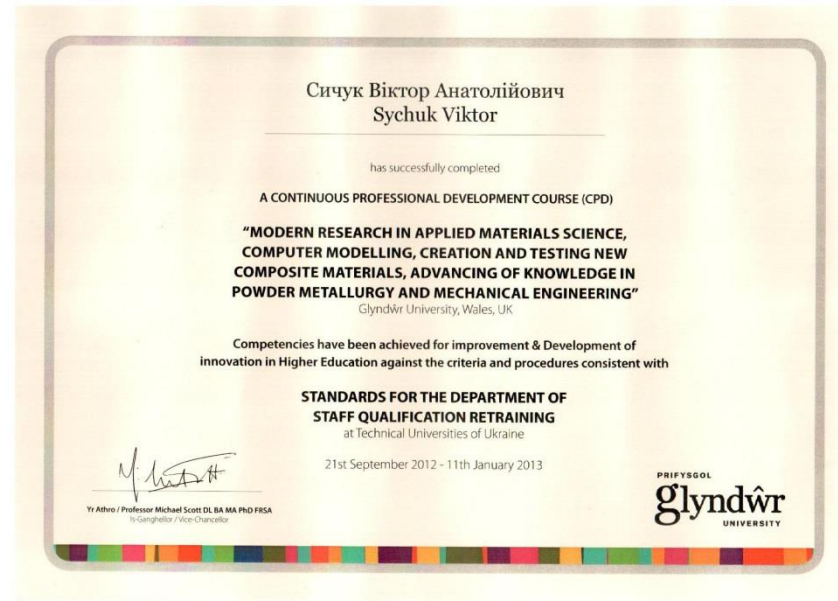 Сичук Віктор Анатолійович
Sychuk Viktor
has successfully completed
A CONTINUOUS PROFESSIONAL DEVELOPMENT COURSE (CPD)
“MODERN RESEARCH IN APPLIED MATERIALS SCIENCE,
COMPUTER MODELLING, CREATION AND TESTING NEW
COMPOSITE MATERIALS, ADVANCING OF KNOWLEDGE IN
POWDER METALLURGY AND MECHANICAL ENGINEERING”
Glyndŵr University, Wales, UK
Competencies have been achieved for improvement & Development of
innovation in Higher Education against the criteria and procedures consistent with
STANDARDS FOR THE DEPARTMENT OF
STAFF QUALIFICATION RETRAINING
at Technical Universities of Ukraine
21st September 2012 - 11th January 2013
Yr Athro / Professor Michael Scott DL BA MA PhD FRSA
Is-Ganghellor / Vice-Chancellor
PRIFYSGOL
glyndŵr
UNIVERSITY